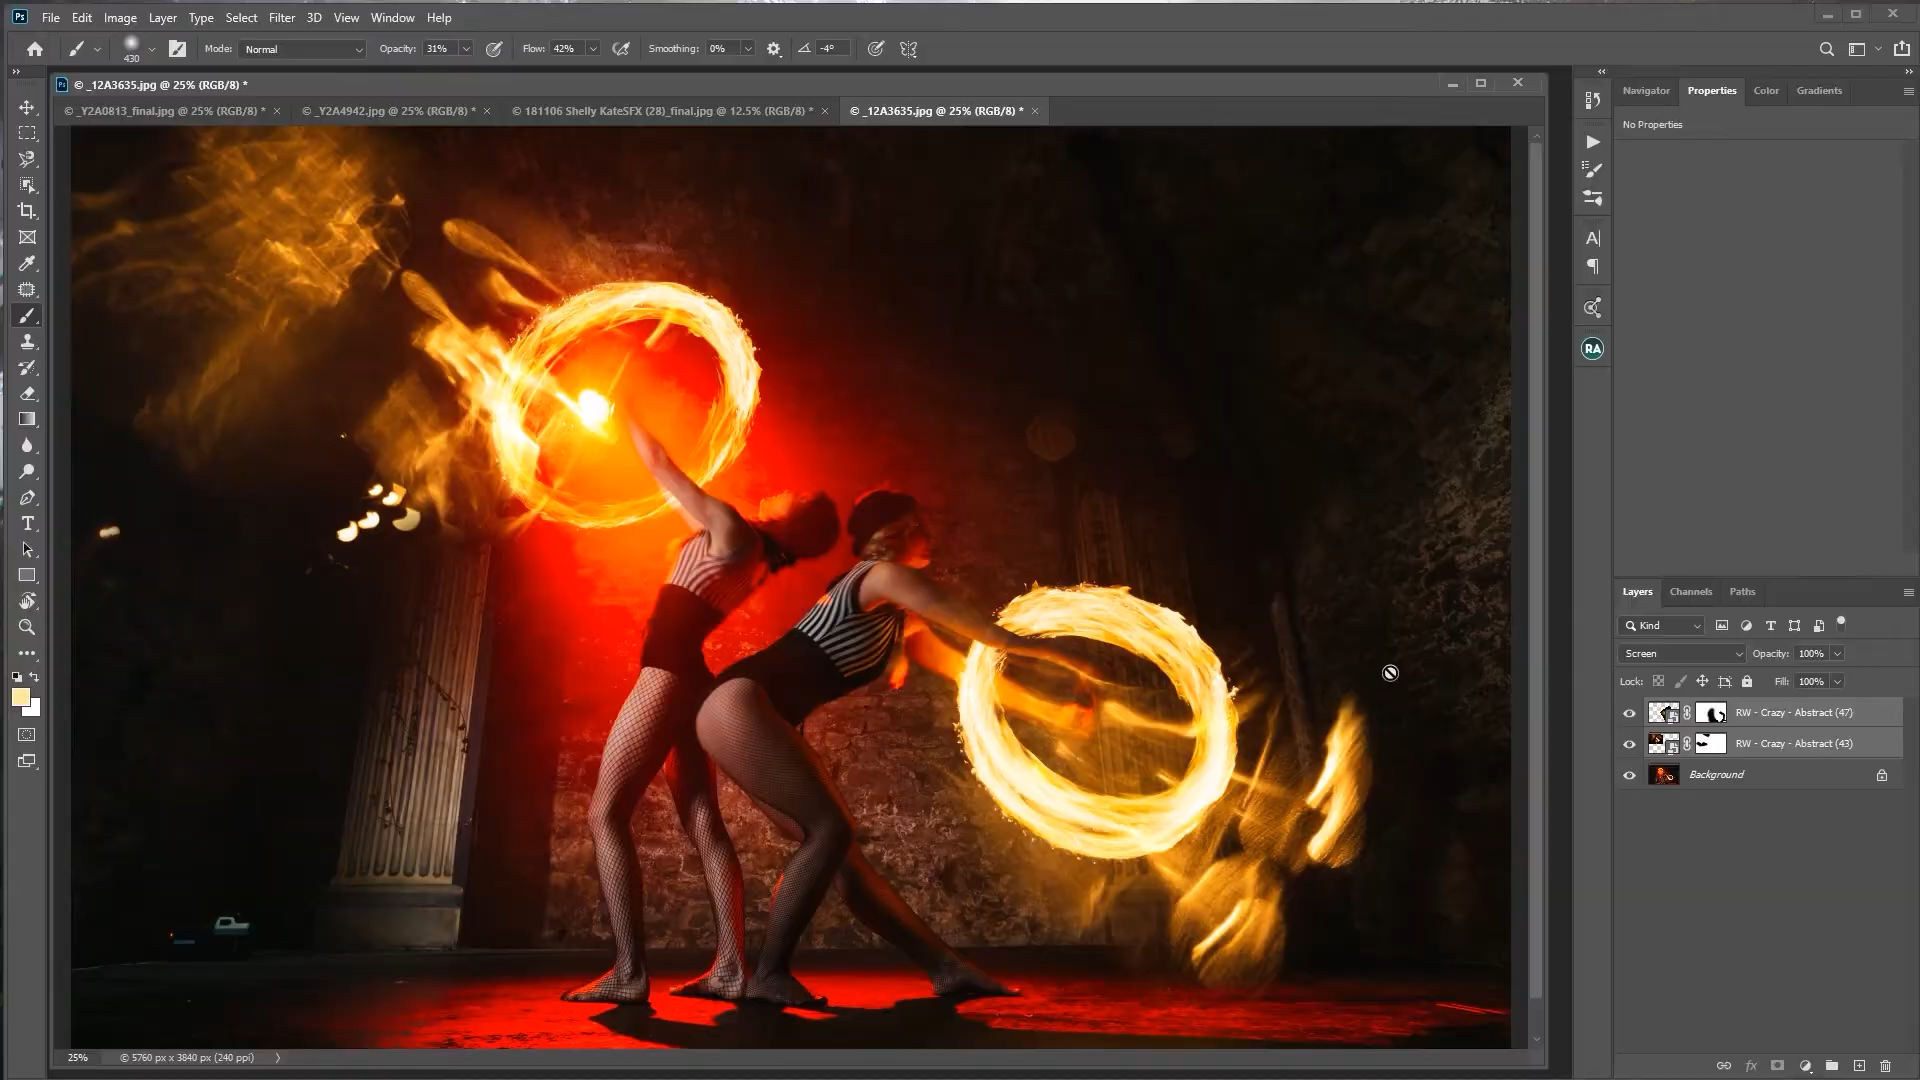 Ps File Edit Image Layer Type Select Filter 3D View Window Help
430 Mode: Normal Opacity: 31% Flow: 42% Smoothing: 0% -4°
Ps © _12A3635.jpg @ 25% (RGB/8) *
© _Y2A0813_final.jpg @ 25% (RGB/8) * × © _Y2A4942.jpg @ 25% (RGB/8) * × © 181106 Shelly KateSFX (28)_final.jpg @ 12.5% (RGB/8) * × © _12A3635.jpg @ 25% (RGB/8) * ×
Navigator Properties Color Gradients
No Properties
A
RA
T
Layers Channels Paths
Kind T
Screen Opacity: 100%
Lock: Fill: 100%
RW - Crazy - Abstract (47)
RW - Crazy - Abstract (43)
Background
25% © 5760 px x 3840 px (240 ppi)
fx